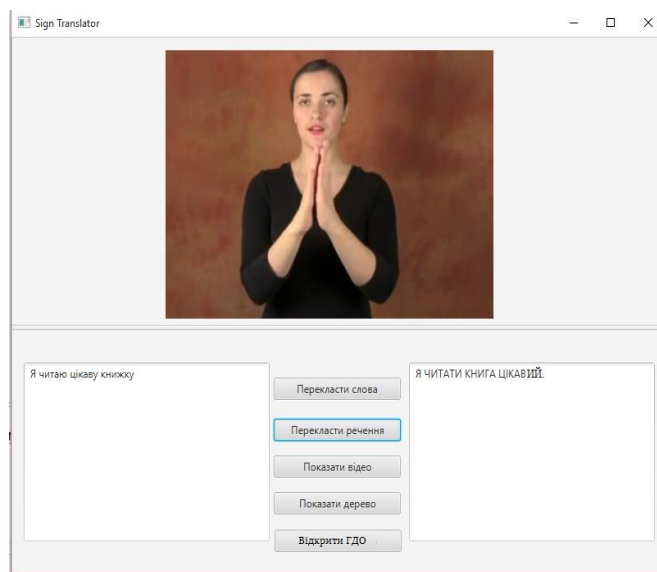 Sign Translator
Я читаю цікаву книжку
Перекласти слова
Перекласти речення
Показати відео
Показати дерево
Відкрити ГДО
Я ЧИТАТИ КНИГА ЦІКАВИЙ.